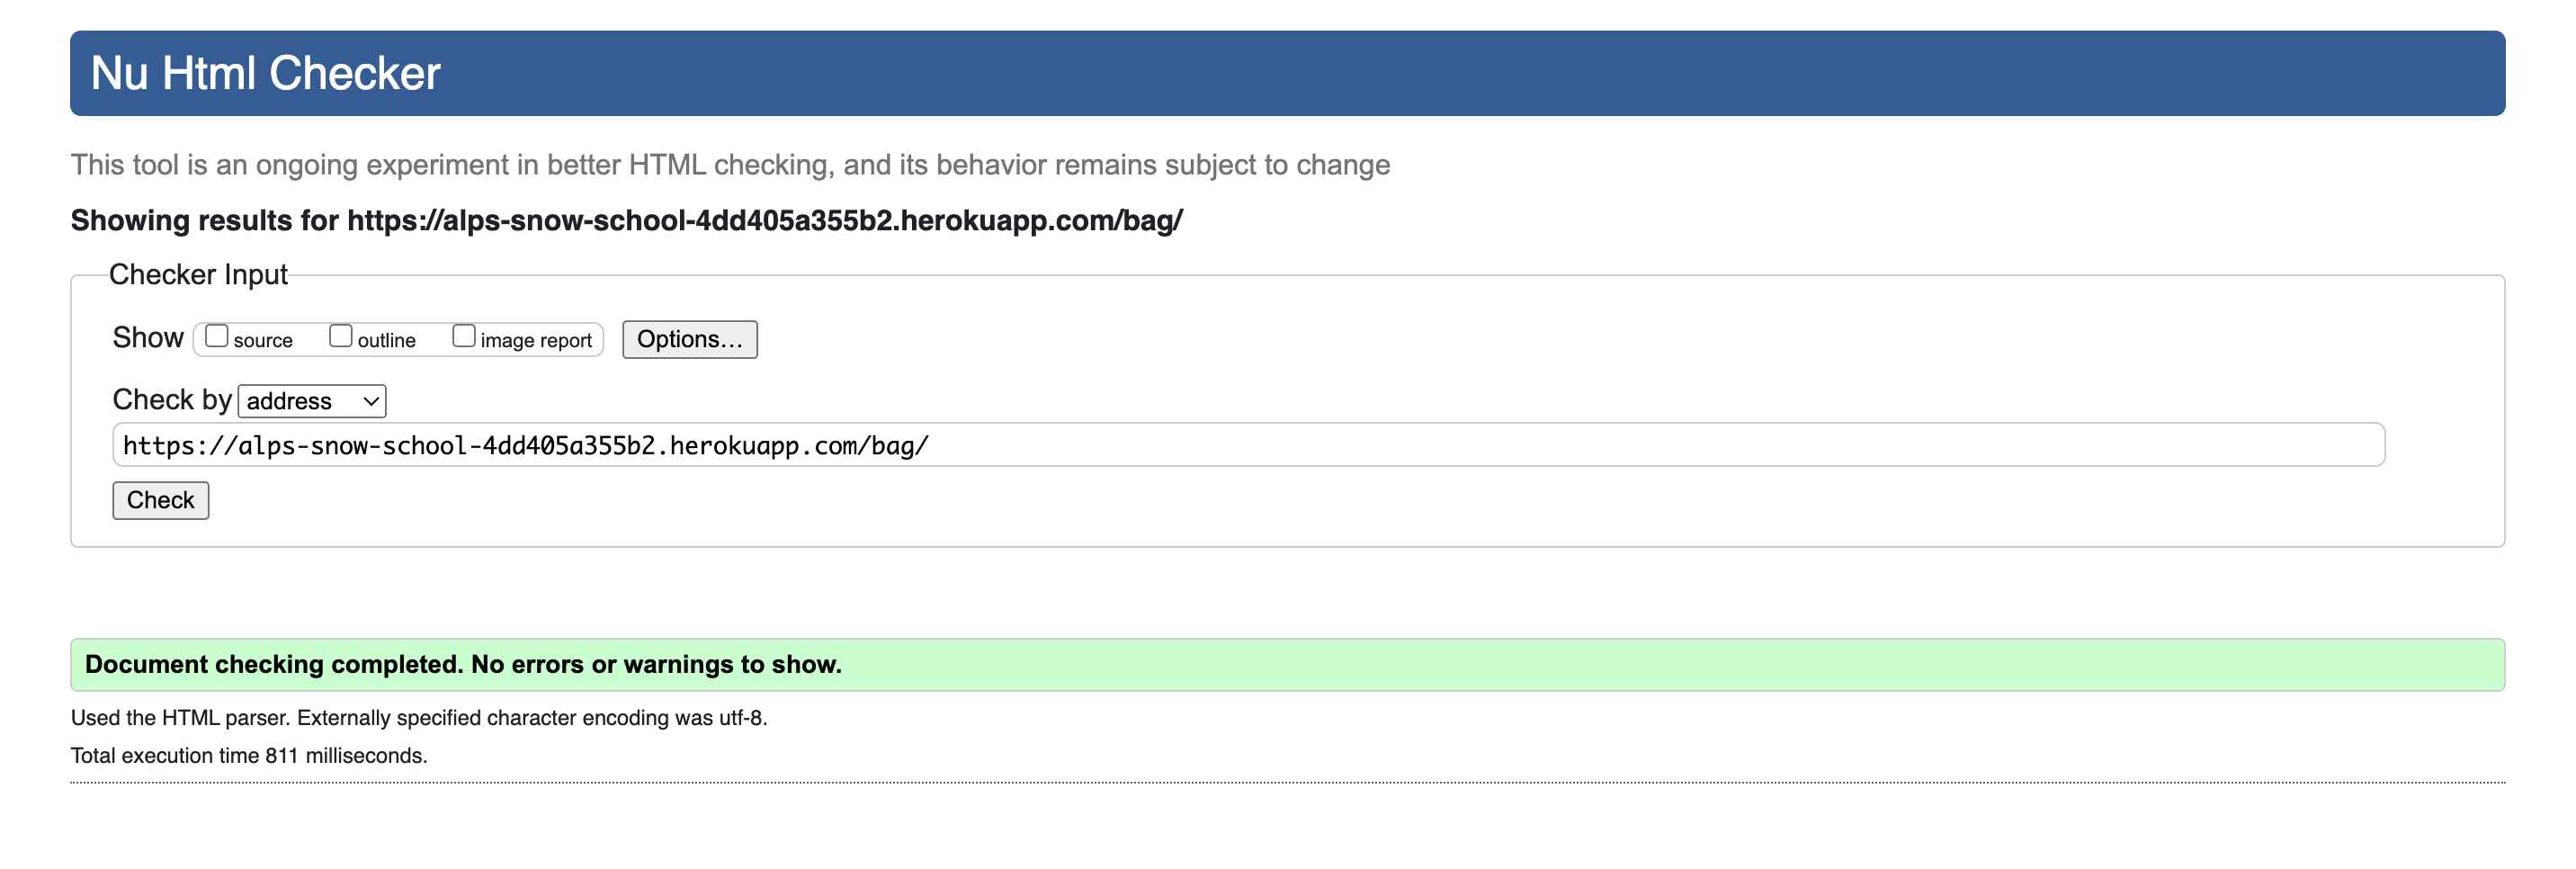 Nu Html Checker
This tool is an ongoing experiment in better HTML checking, and its behavior remains subject to change
Showing results for https://alps-snow-school-4dd405a355b2.herokuapp.com/bag/
Checker Input
Show source outline image report Options...
Check by address
https://alps-snow-school-4dd405a355b2.herokuapp.com/bag/
Check
Document checking completed. No errors or warnings to show.
Used the HTML parser. Externally specified character encoding was utf-8.
Total execution time 811 milliseconds.